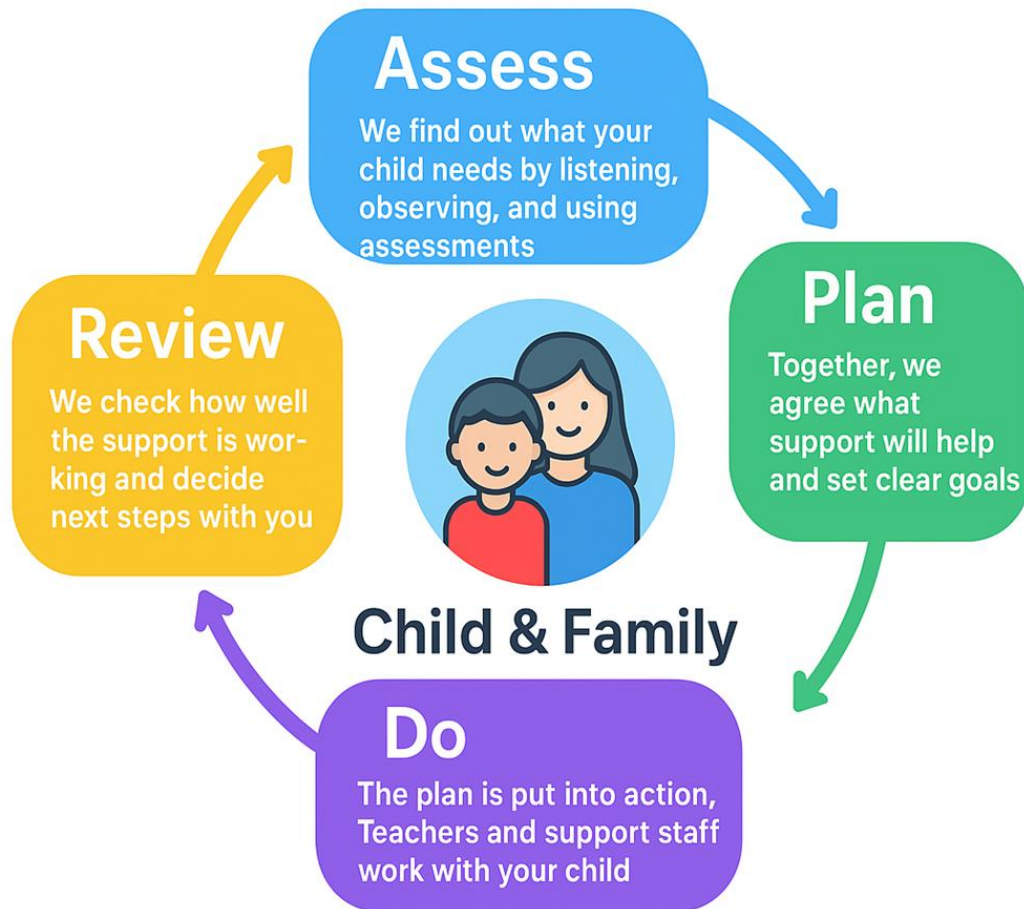 Assess
We find out what your
child needs by listening,
observing, and using
assessments
Plan
Together, we
agree what
support will help
and set clear goals
Do
The plan is put into action,
Teachers and support staff
work with your child
Review
We check how well
the support is wor-
king and decide
next steps with you
Child & Family